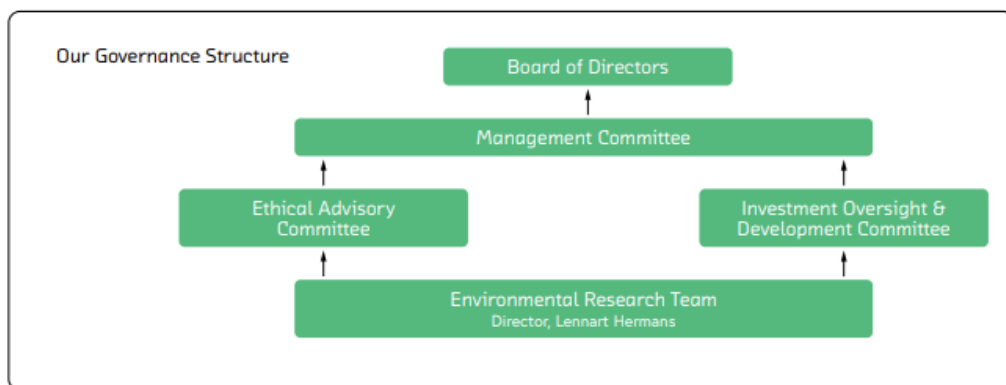 Our Governance Structure
Board of Directors
Management Committee
Ethical Advisory
Committee
Investment Oversight &
Development Committee
Environmental Research Team
Director, Lennart Hermans